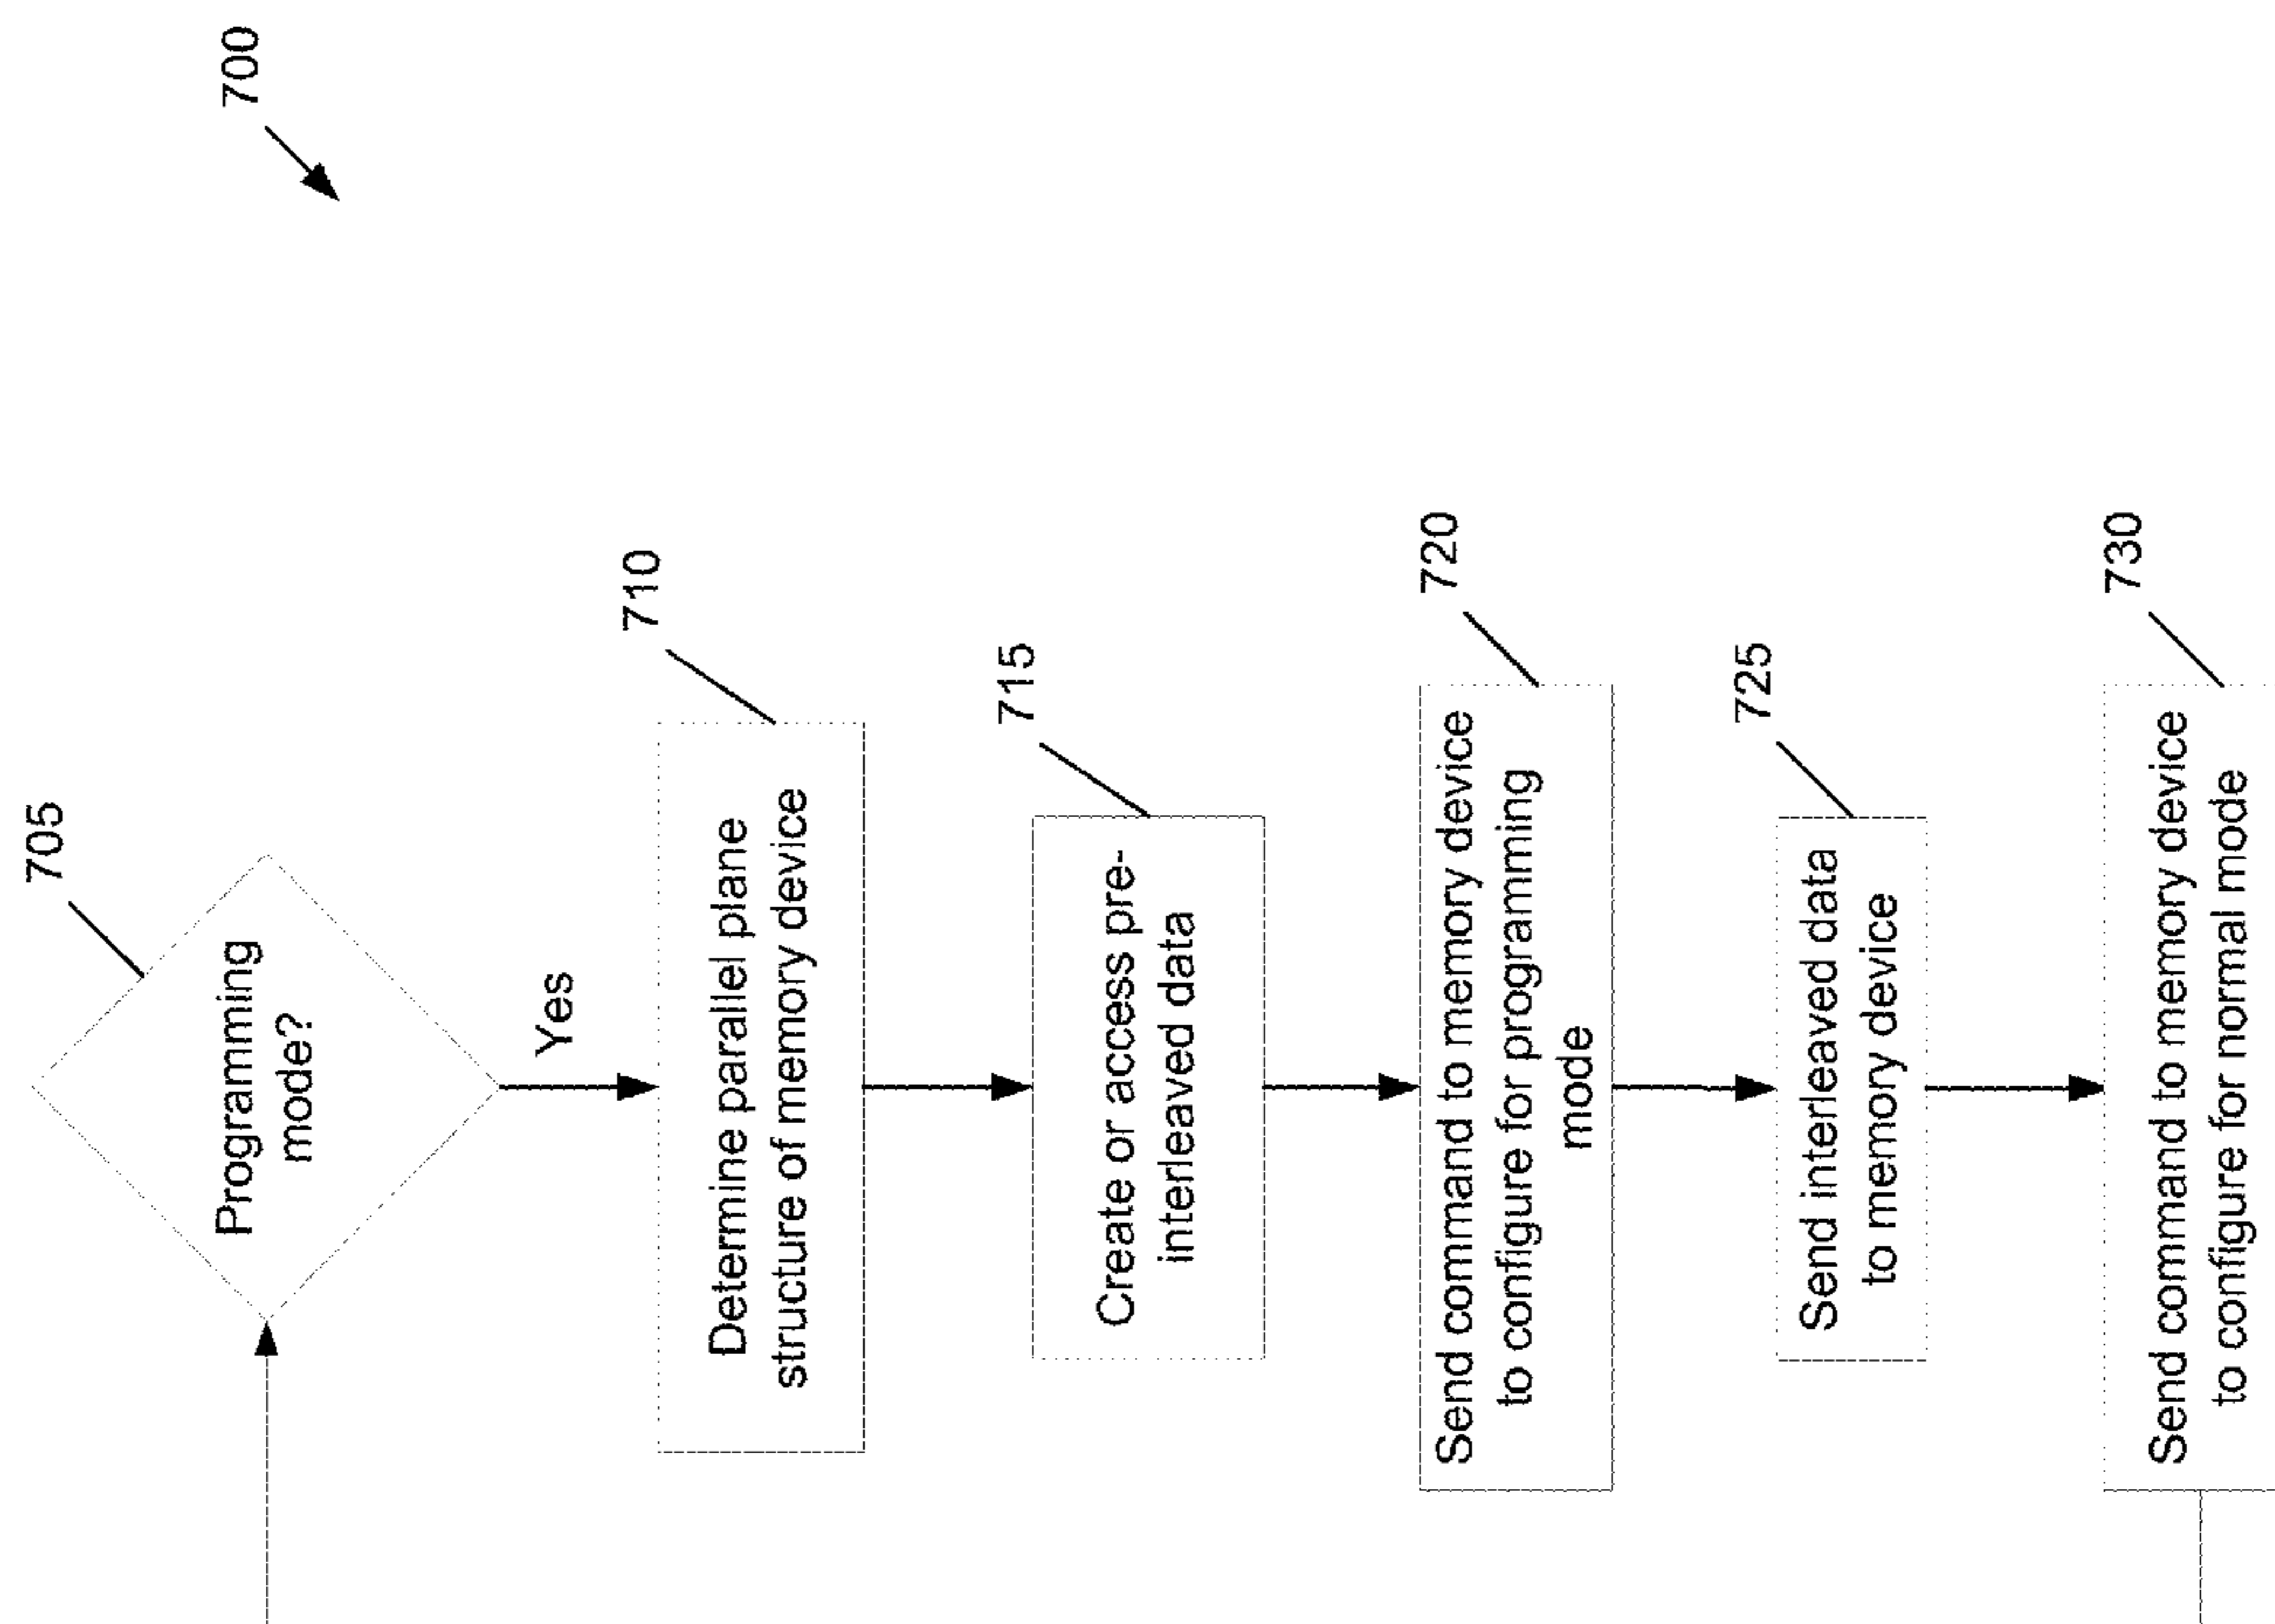 700
705
Programming
mode?
Yes
710
Determine parallel plane
structure of memory device
715
Create or access pre-
interleaved data
720
Send command to memory device
to configure for programming
mode
725
Send interleaved data
to memory device
730
Send command to memory device
to configure for normal mode